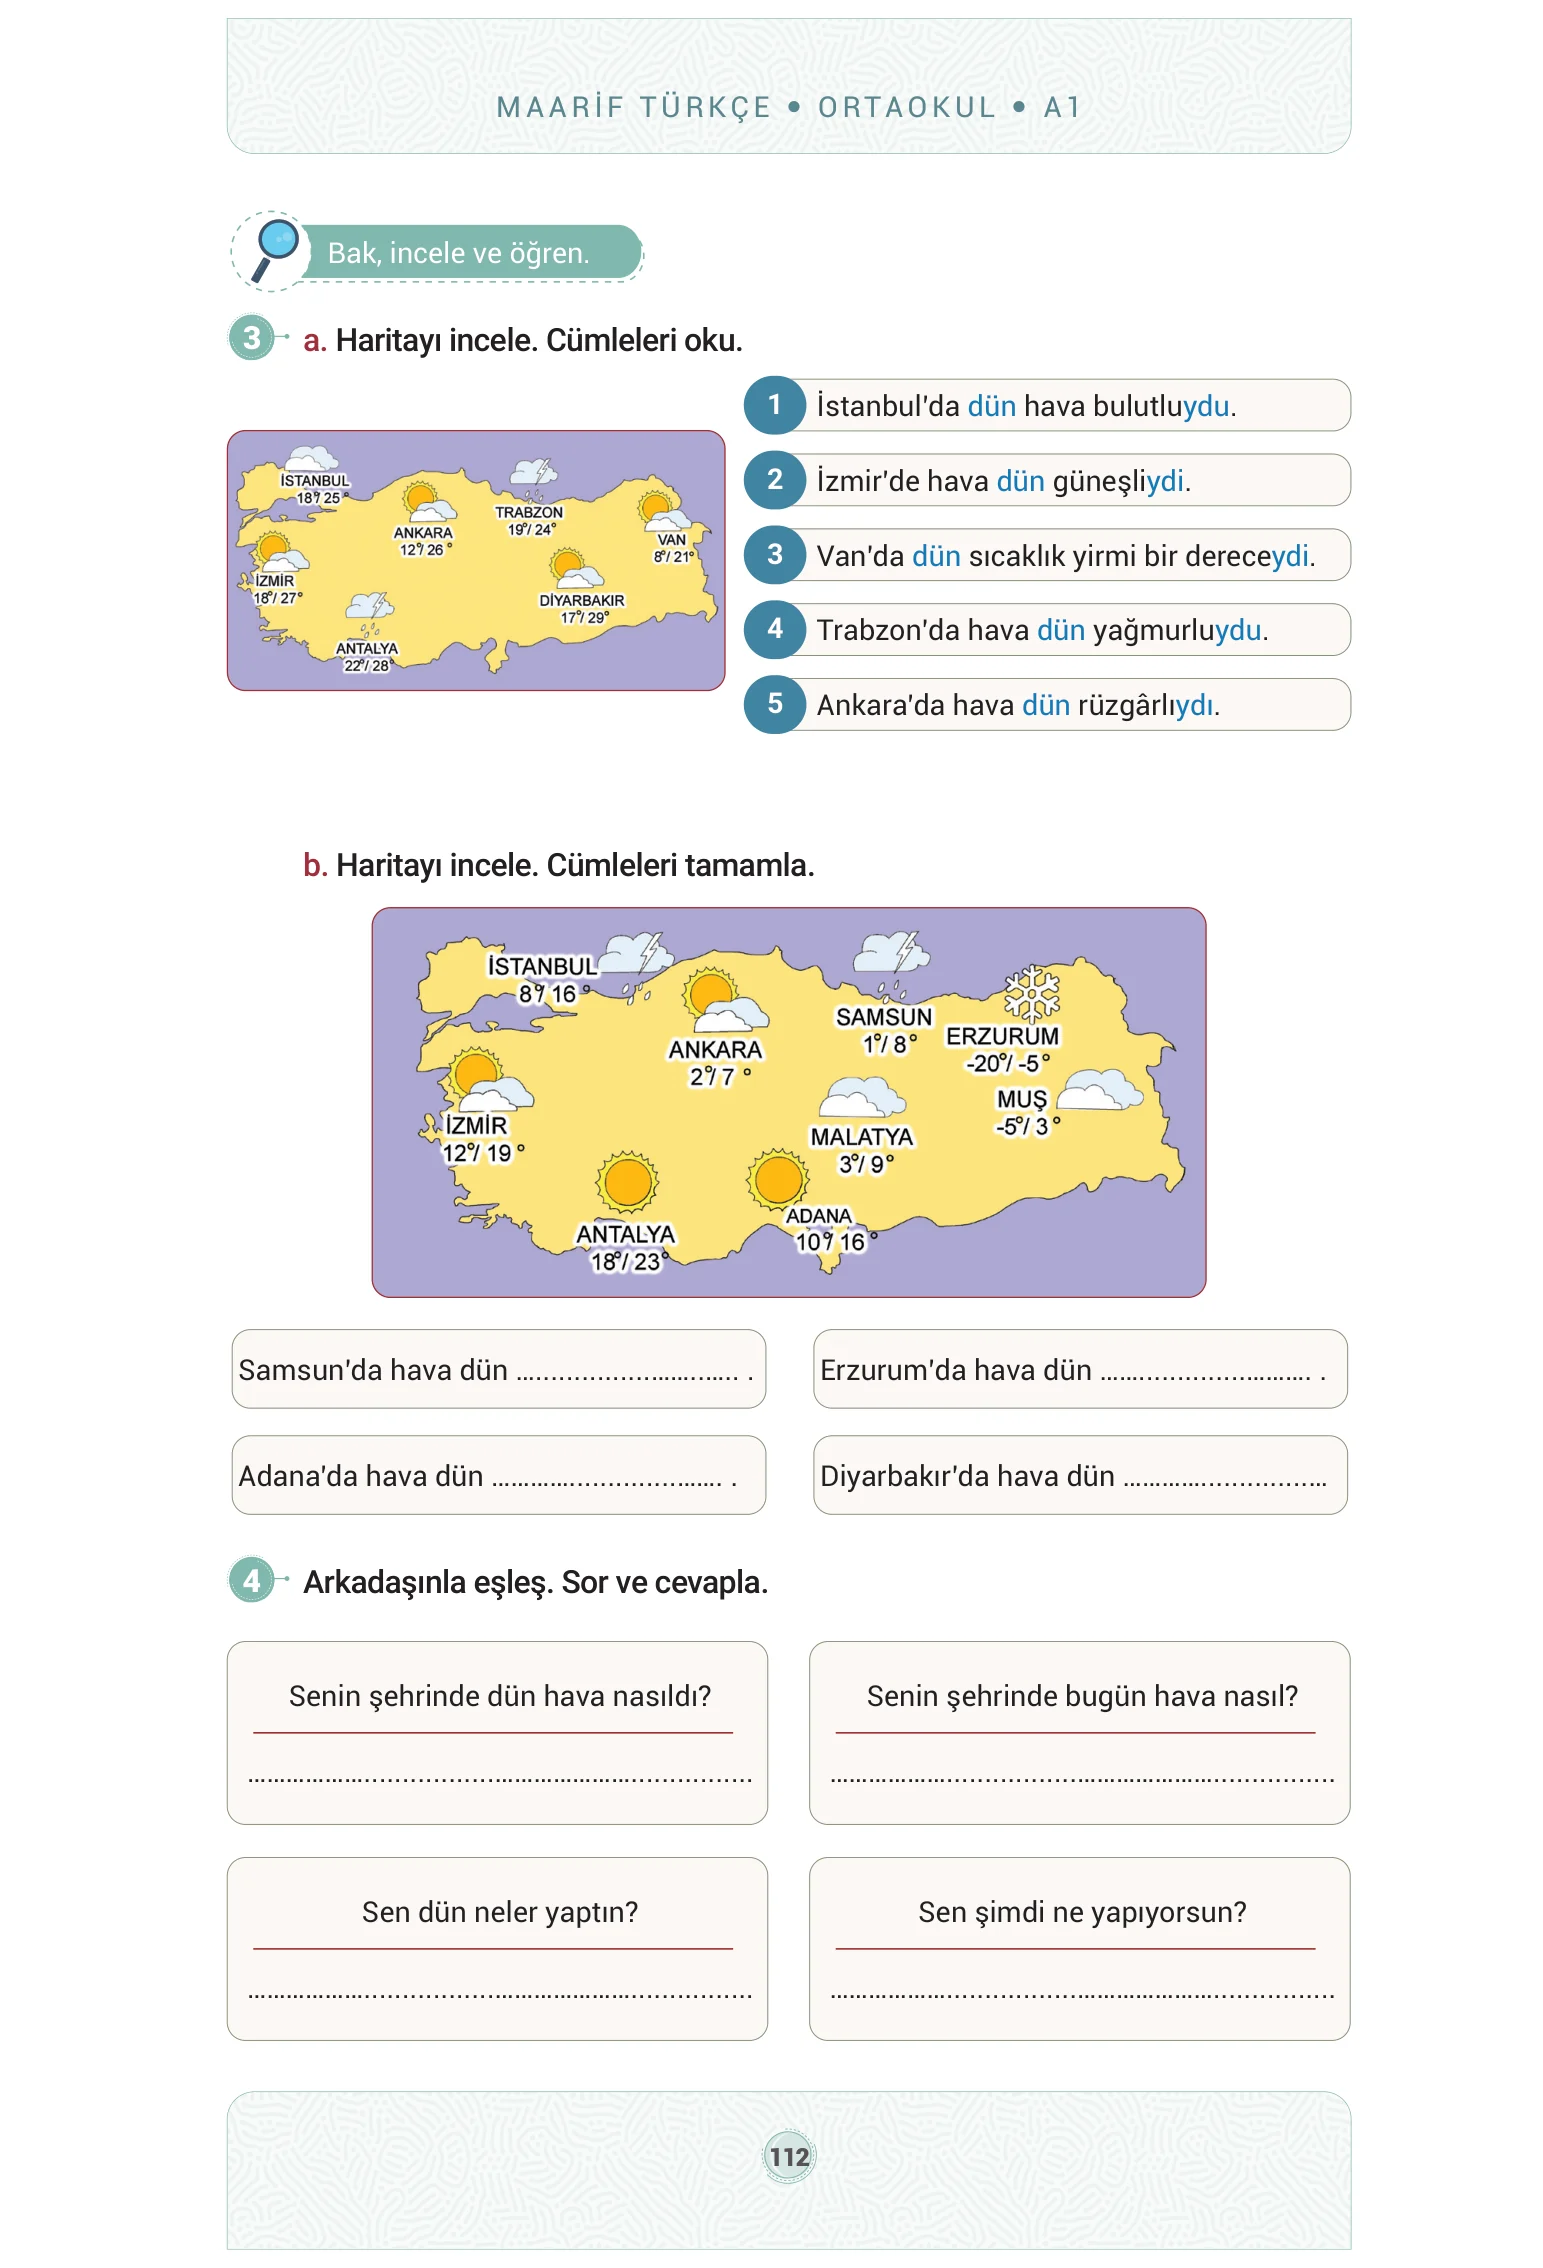 MAARİF TÜRKÇE • ORTAOKUL • A1
Bak, incele ve öğren.
3 a. Haritayı incele. Cümleleri oku.
İSTANBUL
18°/ 25 °
ANKARA
12°/ 26 °
TRABZON
19°/ 24°
VAN
8°/ 21°
İZMİR
18°/ 27°
DİYARBAKIR
17°/ 29°
ANTALYA
22°/ 28°
1 İstanbul'da dün hava bulutluydu.
2 İzmir'de hava dün güneşliydi.
3 Van'da dün sıcaklık yirmi bir dereceydi.
4 Trabzon'da hava dün yağmurluydu.
5 Ankara'da hava dün rüzgârlıydı.
b. Haritayı incele. Cümleleri tamamla.
İSTANBUL
8°/ 16 °
ANKARA
2°/ 7 °
SAMSUN
1°/ 8°
ERZURUM
-20°/ -5 °
MUŞ
-5°/ 3 °
İZMİR
12°/ 19 °
MALATYA
3°/ 9°
ANTALYA
18°/ 23°
ADANA
10°/ 16 °
Samsun'da hava dün ................................ .
Erzurum'da hava dün ................................ .
Adana'da hava dün ................................ .
Diyarbakır'da hava dün ................................
4 Arkadaşınla eşleş. Sor ve cevapla.
Senin şehrinde dün hava nasıldı?
................................................................
Senin şehrinde bugün hava nasıl?
................................................................
Sen dün neler yaptın?
................................................................
Sen şimdi ne yapıyorsun?
................................................................
112